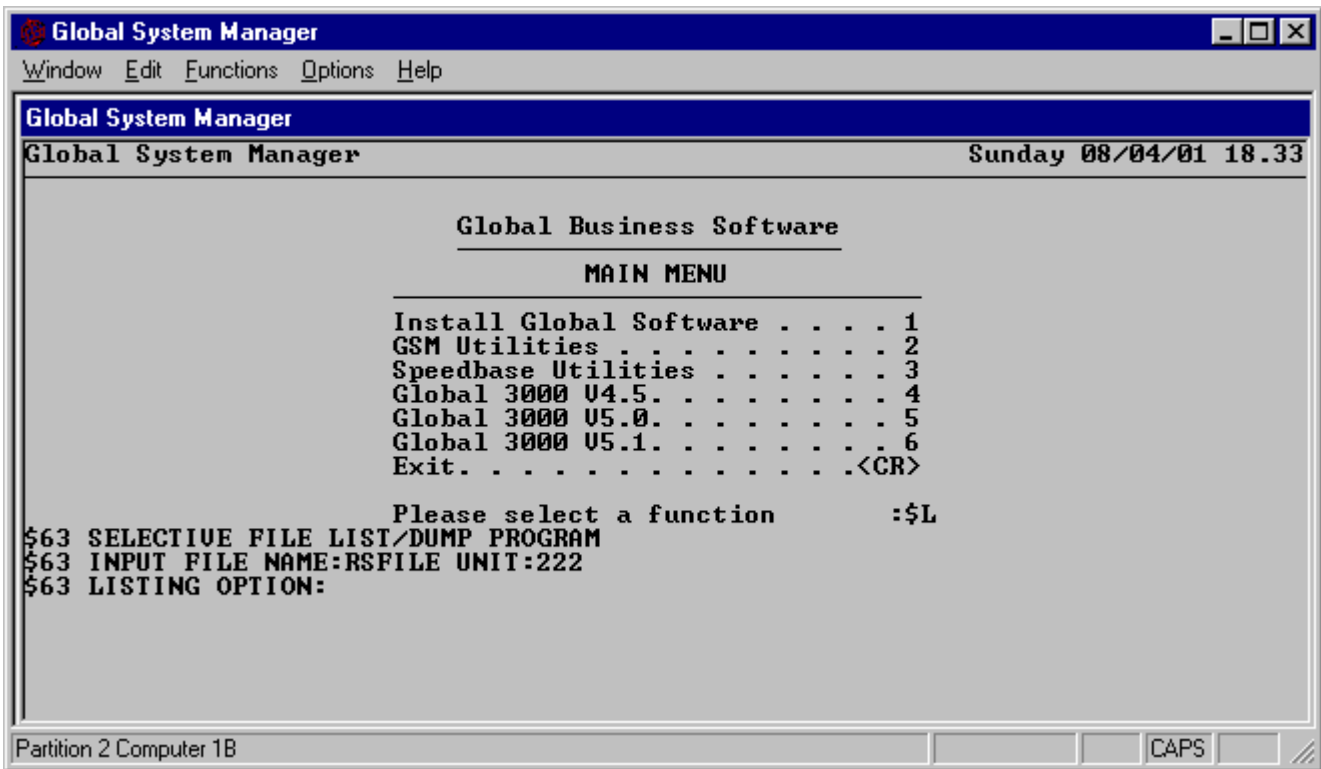 Global System Manager
Window Edit Functions Options Help
Global System Manager
Global System Manager Sunday 08/04/01 18.33
Global Business Software
MAIN MENU
Install Global Software . . . . 1
GSM Utilities . . . . . . . . . 2
Speedbase Utilities . . . . . . 3
Global 3000 V4.5. . . . . . . . 4
Global 3000 V5.0. . . . . . . . 5
Global 3000 V5.1. . . . . . . . 6
Exit. . . . . . . . . . . . . .<CR>
Please select a function :$L
$63 SELECTIVE FILE LIST/DUMP PROGRAM
$63 INPUT FILE NAME:RSFILE UNIT:222
$63 LISTING OPTION:
Partition 2 Computer 1B CAPS